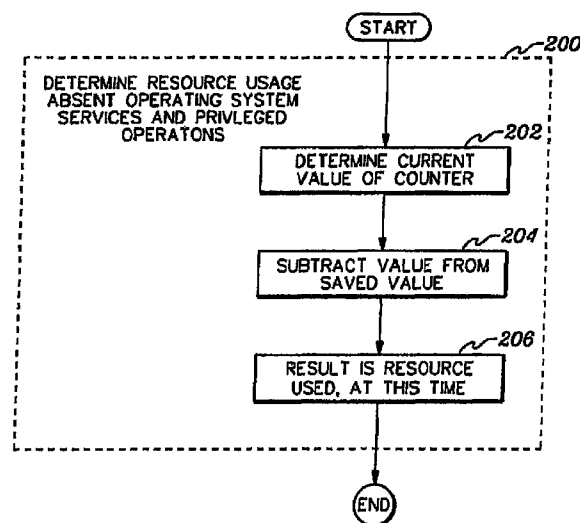 START
200
DETERMINE RESOURCE USAGE
ABSENT OPERATING SYSTEM
SERVICES AND PRIVLEGED
OPERATONS
202
DETERMINE CURRENT
VALUE OF COUNTER
204
SUBTRACT VALUE FROM
SAVED VALUE
206
RESULT IS RESOURCE
USED, AT THIS TIME
END